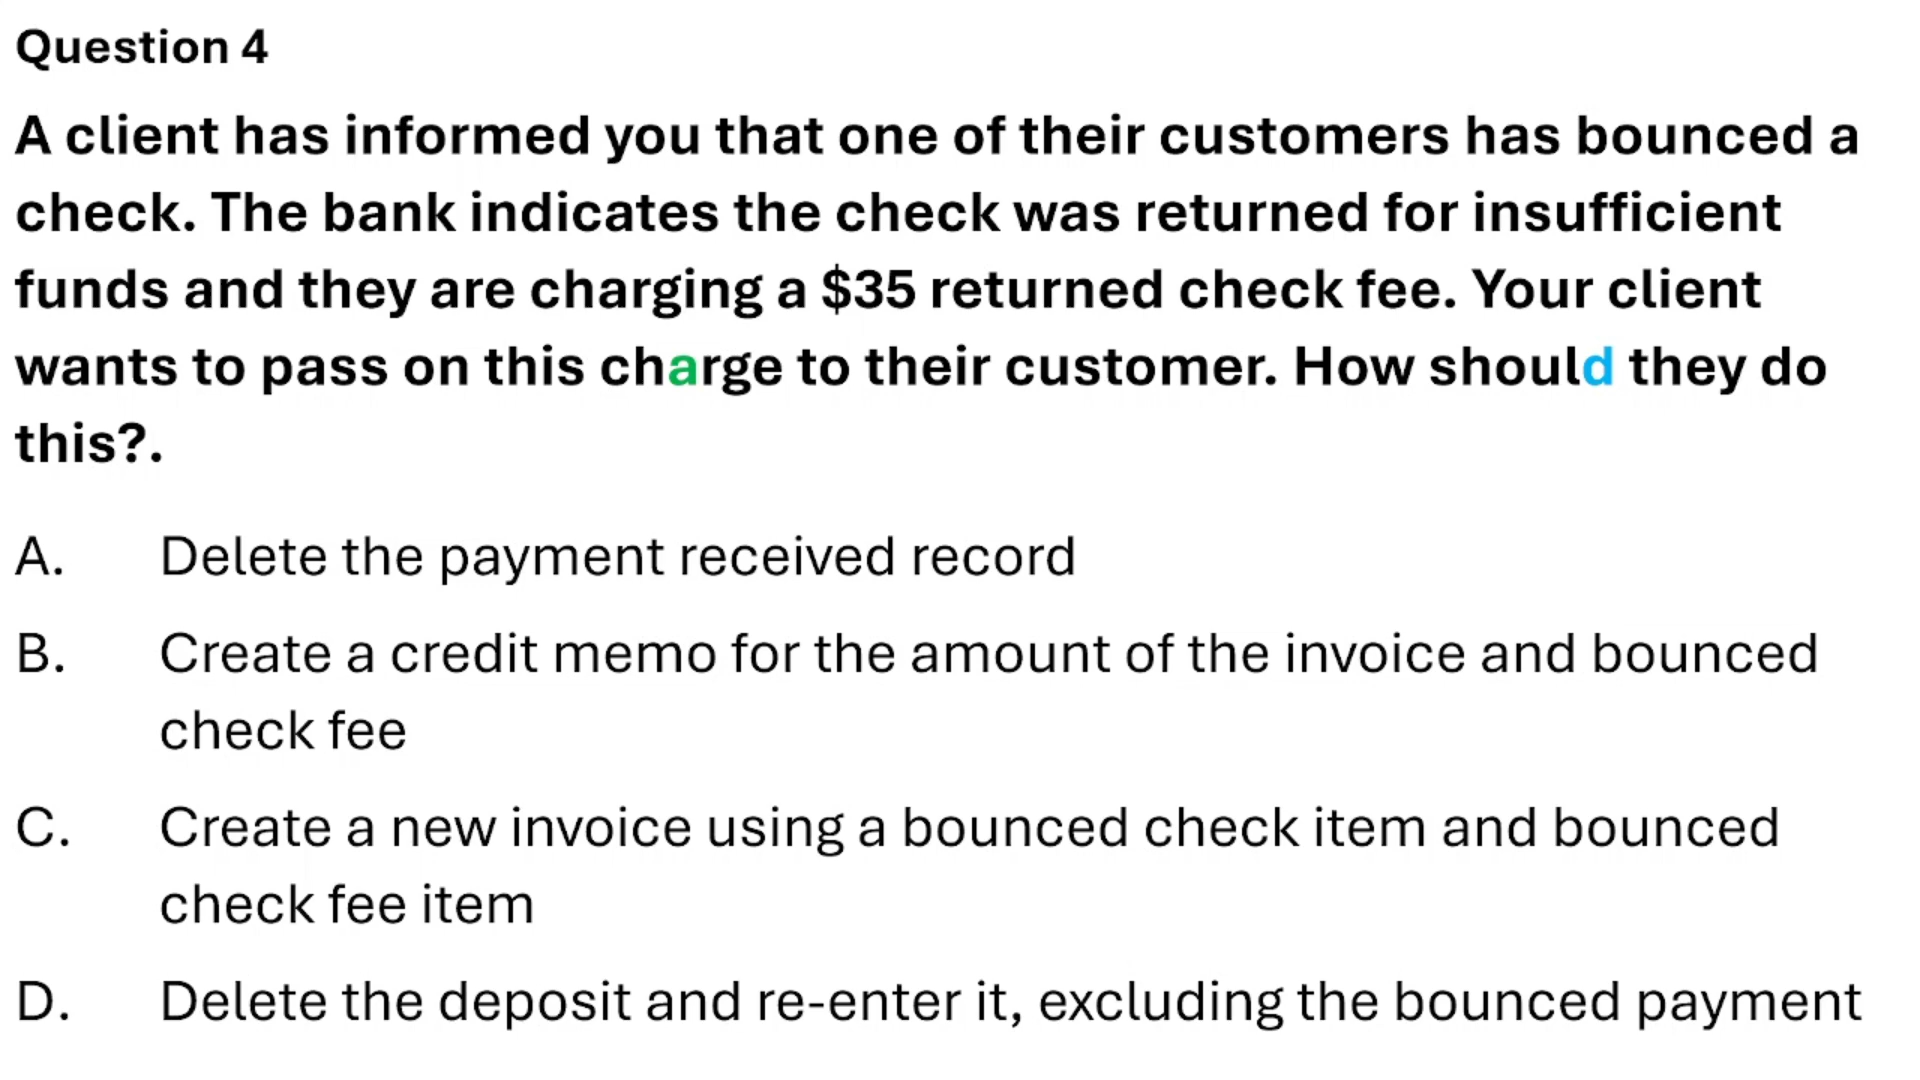 Question 4
A client has informed you that one of their customers has bounced a
check. The bank indicates the check was returned for insufficient
funds and they are charging a $35 returned check fee. Your client
wants to pass on this charge to their customer. How should they do
this?.
A. Delete the payment received record
B. Create a credit memo for the amount of the invoice and bounced
check fee
C. Create a new invoice using a bounced check item and bounced
check fee item
D. Delete the deposit and re-enter it, excluding the bounced payment